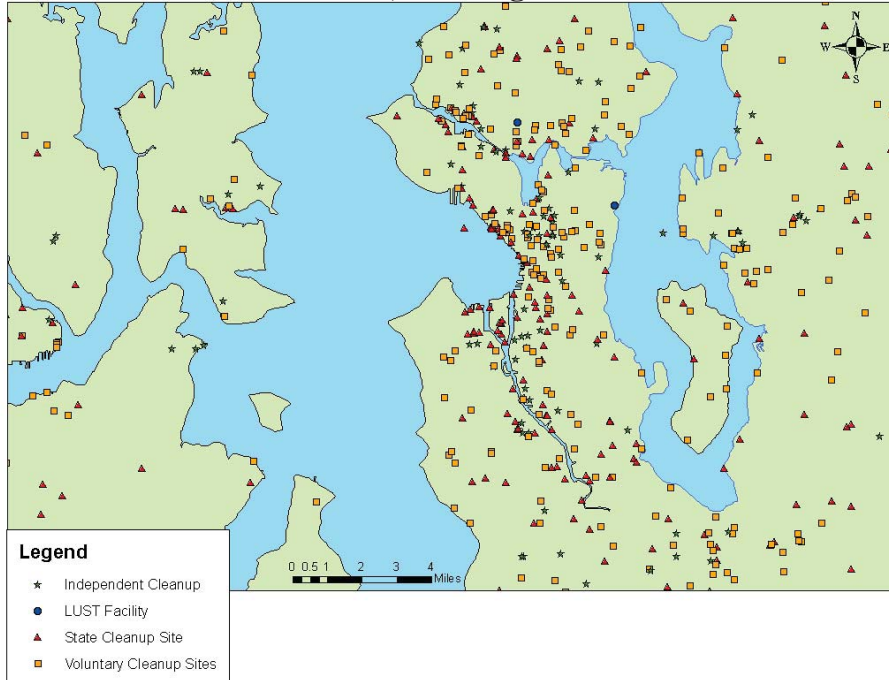 N
W E
S
0 0.5 1 2 3 4
Miles
Legend
Independent Cleanup
LUST Facility
State Cleanup Site
Voluntary Cleanup Sites